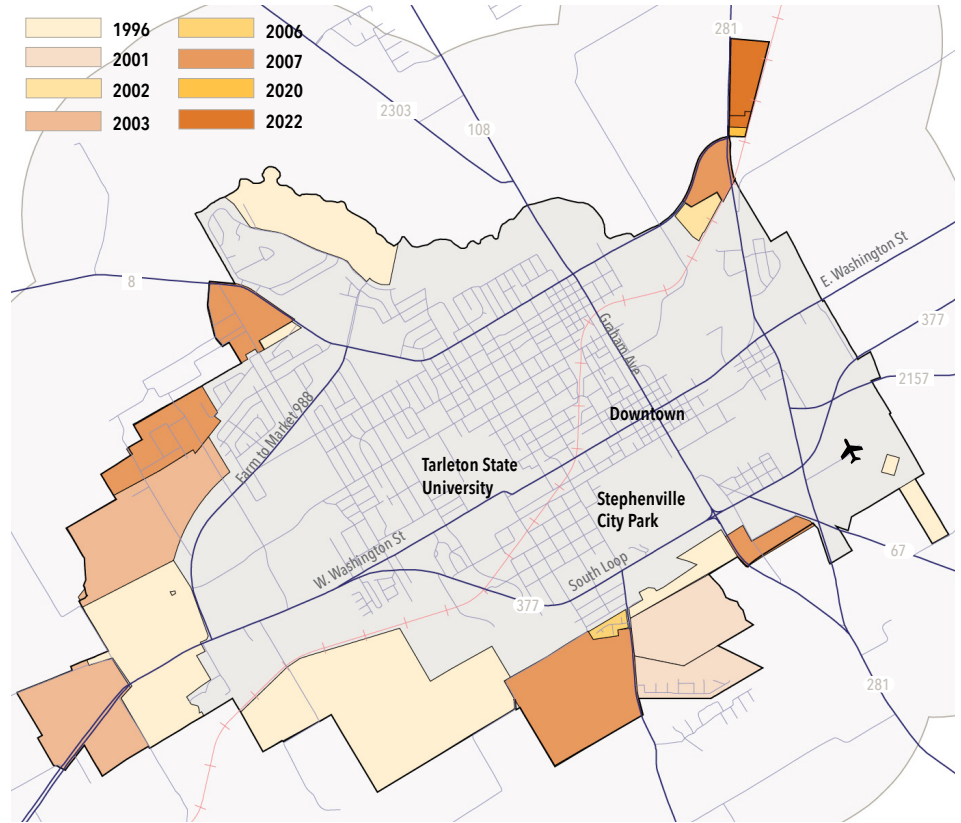 1996
2001
2002
2003
2006
2007
2020
2022
281
2303
108
8
E. Washington St
377
Graham Ave
2157
Downtown
Farm to Market 988
Tarleton State
University
Stephenville
City Park
W. Washington St
South Loop
67
377
281